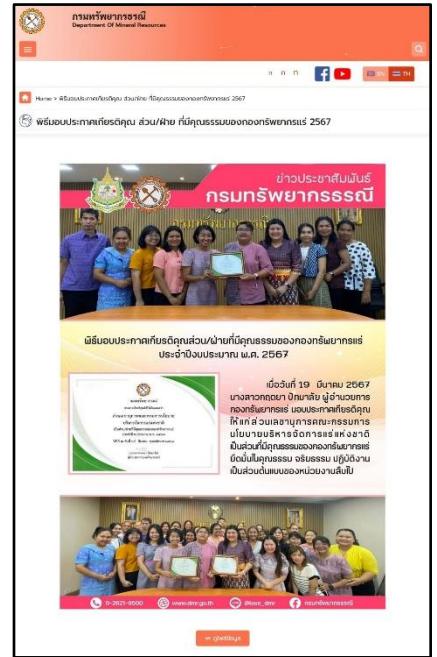 กรมทรัพยากรธรณี
Department Of Mineral Resources
ก ก ก
EN TH
Home > พิธีมอบประกาศเกียรติคุณ ส่วน/ฝ่าย ที่มีคุณธรรมของกองทรัพยากรแร่ 2567
พิธีมอบประกาศเกียรติคุณ ส่วน/ฝ่าย ที่มีคุณธรรมของกองทรัพยากรแร่ 2567
ข่าวประชาสัมพันธ์
กรมทรัพยากรธรณี
พิธีมอบประกาศเกียรติคุณส่วน/ฝ่ายที่มีคุณธรรมของกองทรัพยากรแร่
ประจำปีงบประมาณ พ.ศ. 2567
เมื่อวันที่ 19 มีนาคม 2567
นางสาวกฤตยา ปัทมาลัย ผู้อำนวยการ
กองทรัพยากรแร่ มอบประกาศเกียรติคุณ
ให้แก่ส่วนเลขานุการคณะกรรมการ
นโยบายบริหารจัดการแร่แห่งชาติ
เป็นส่วนที่มีคุณธรรมของกองทรัพยากรแร่
ยึดมั่นในคุณธรรม จริยธรรม ปฏิบัติงาน
เป็นส่วนต้นแบบของหน่วยงานสืบไป
0-2621-9500 www.dmr.go.th @love_dmr กรมทรัพยากรธรณี